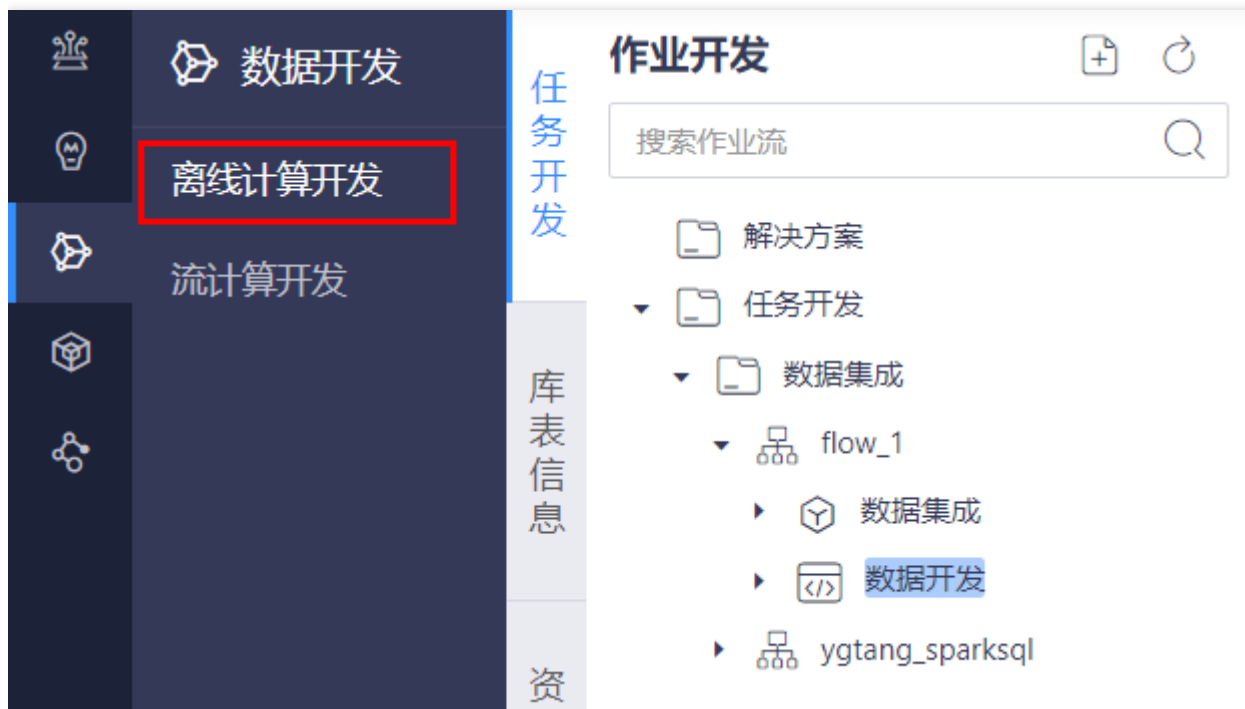 数据开发
离线计算开发
流计算开发
任务开发
库表信息
资
作业开发
搜索作业流
解决方案
任务开发
数据集成
flow_1
数据集成
数据开发
ygtang_sparksql